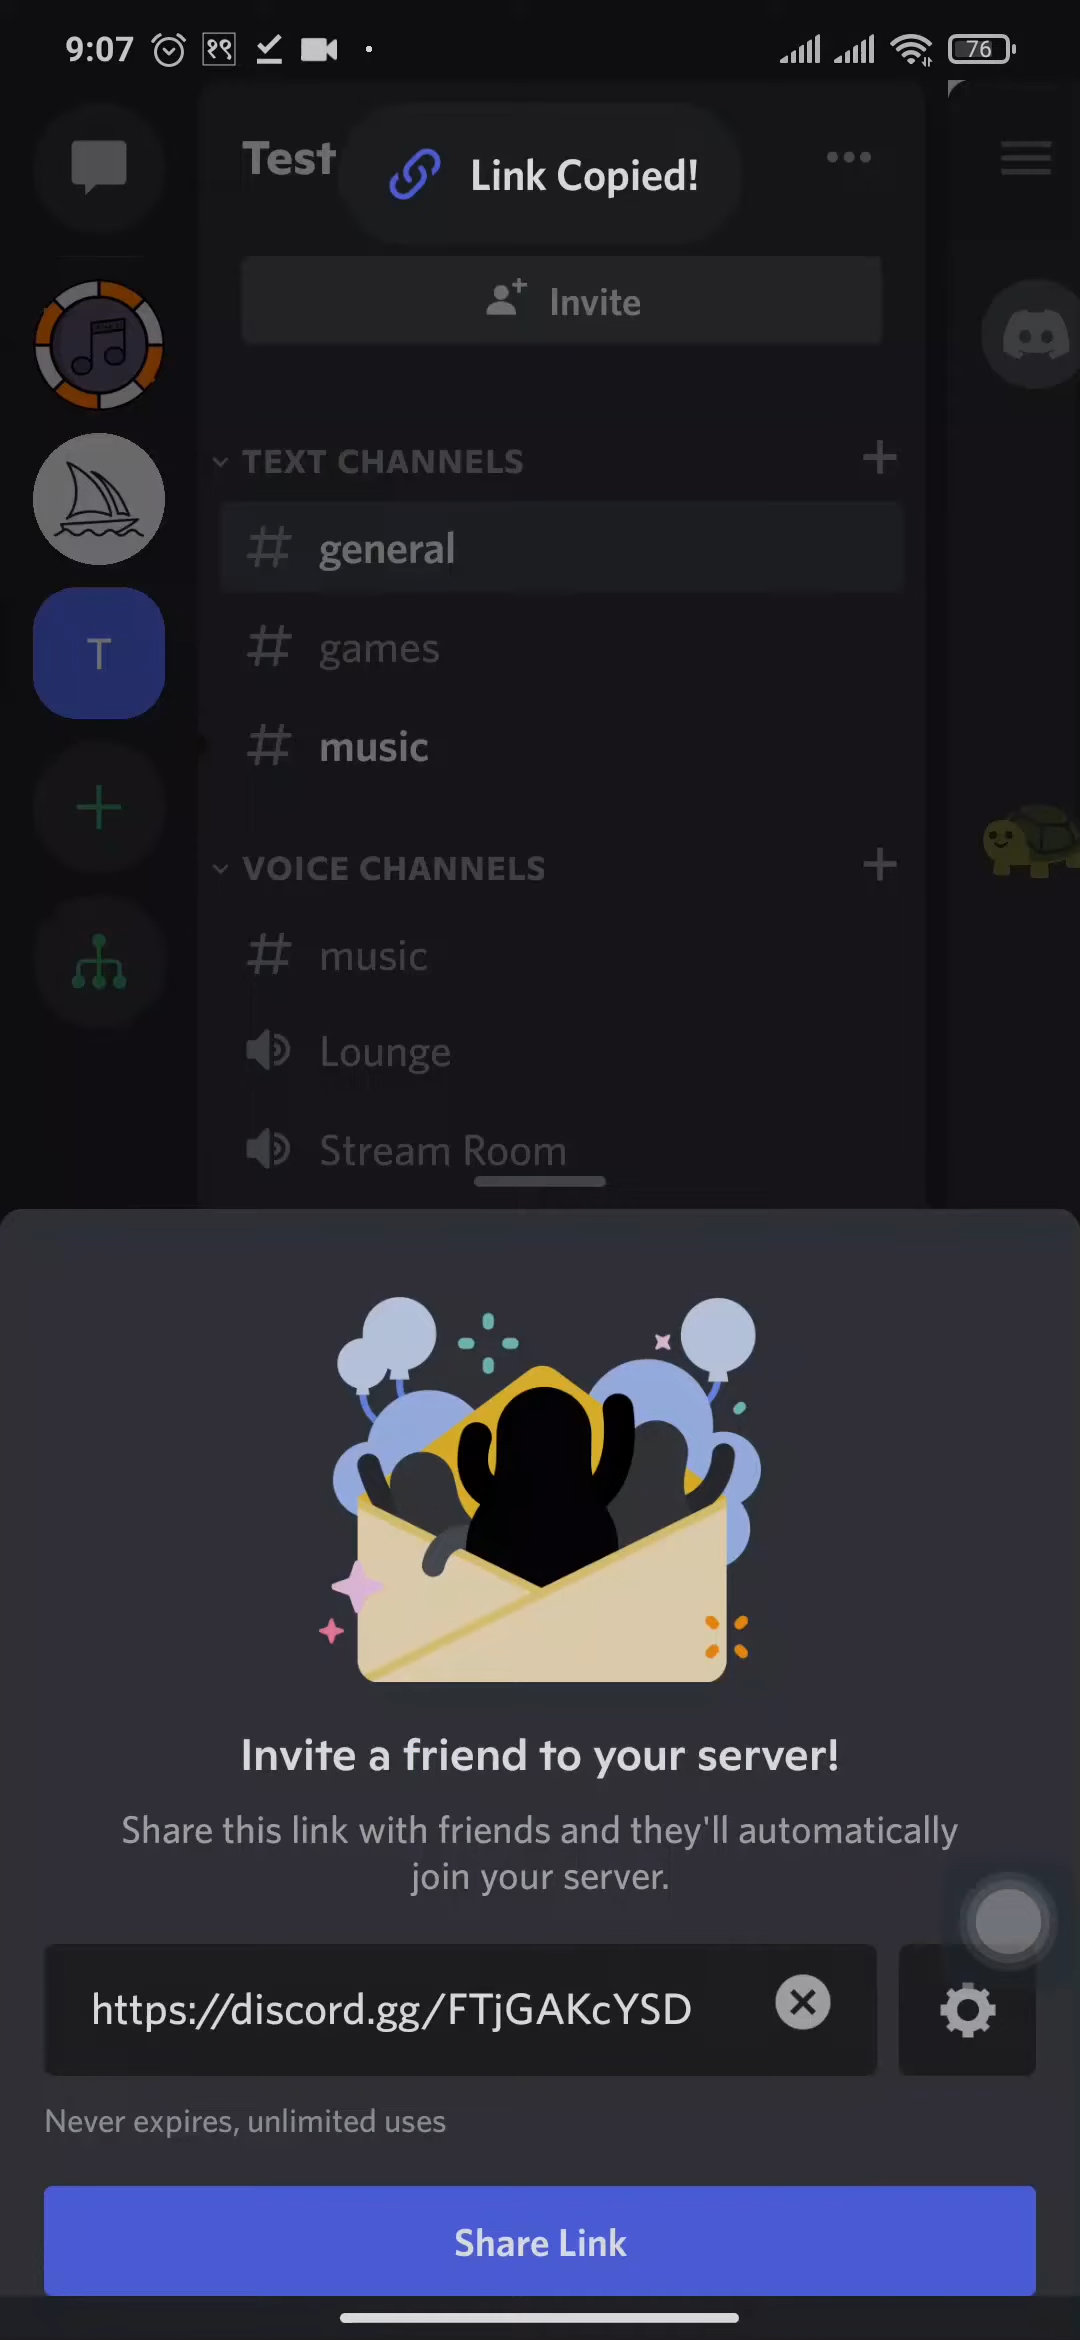 9:07
११
76
Test
Link Copied!
Invite
TEXT CHANNELS
general
games
music
T
VOICE CHANNELS
music
Lounge
Stream Room
Invite a friend to your server!
Share this link with friends and they'll automatically
join your server.
https://discord.gg/FTjGAKcYSD
Never expires, unlimited uses
Share Link